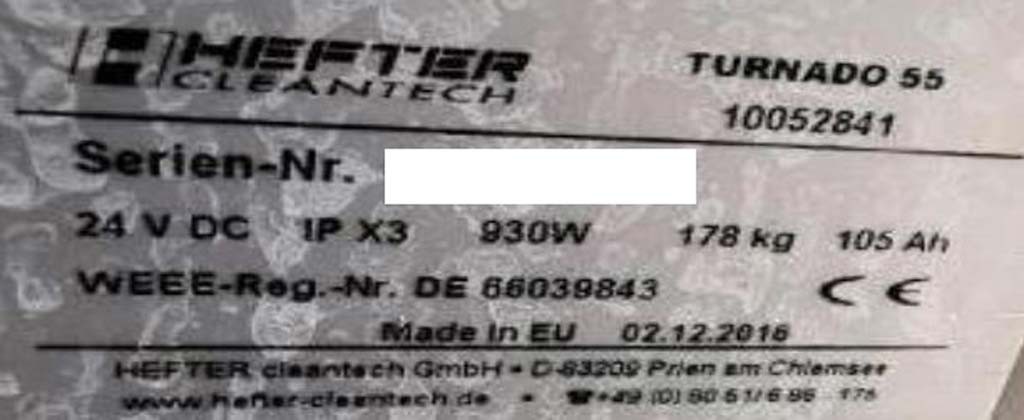 HEFTER
CLEANTECH
TURNADO 55
10052841
Serien-Nr.
24 V DC IP X3 930W 178 kg 105 Ah
WEEE-Reg.-Nr. DE 66039843 CE
Made in EU 02.12.2016
HEFTER cleantech GmbH • D-83209 Prien am Chiemsee
www.hefter-cleantech.de •